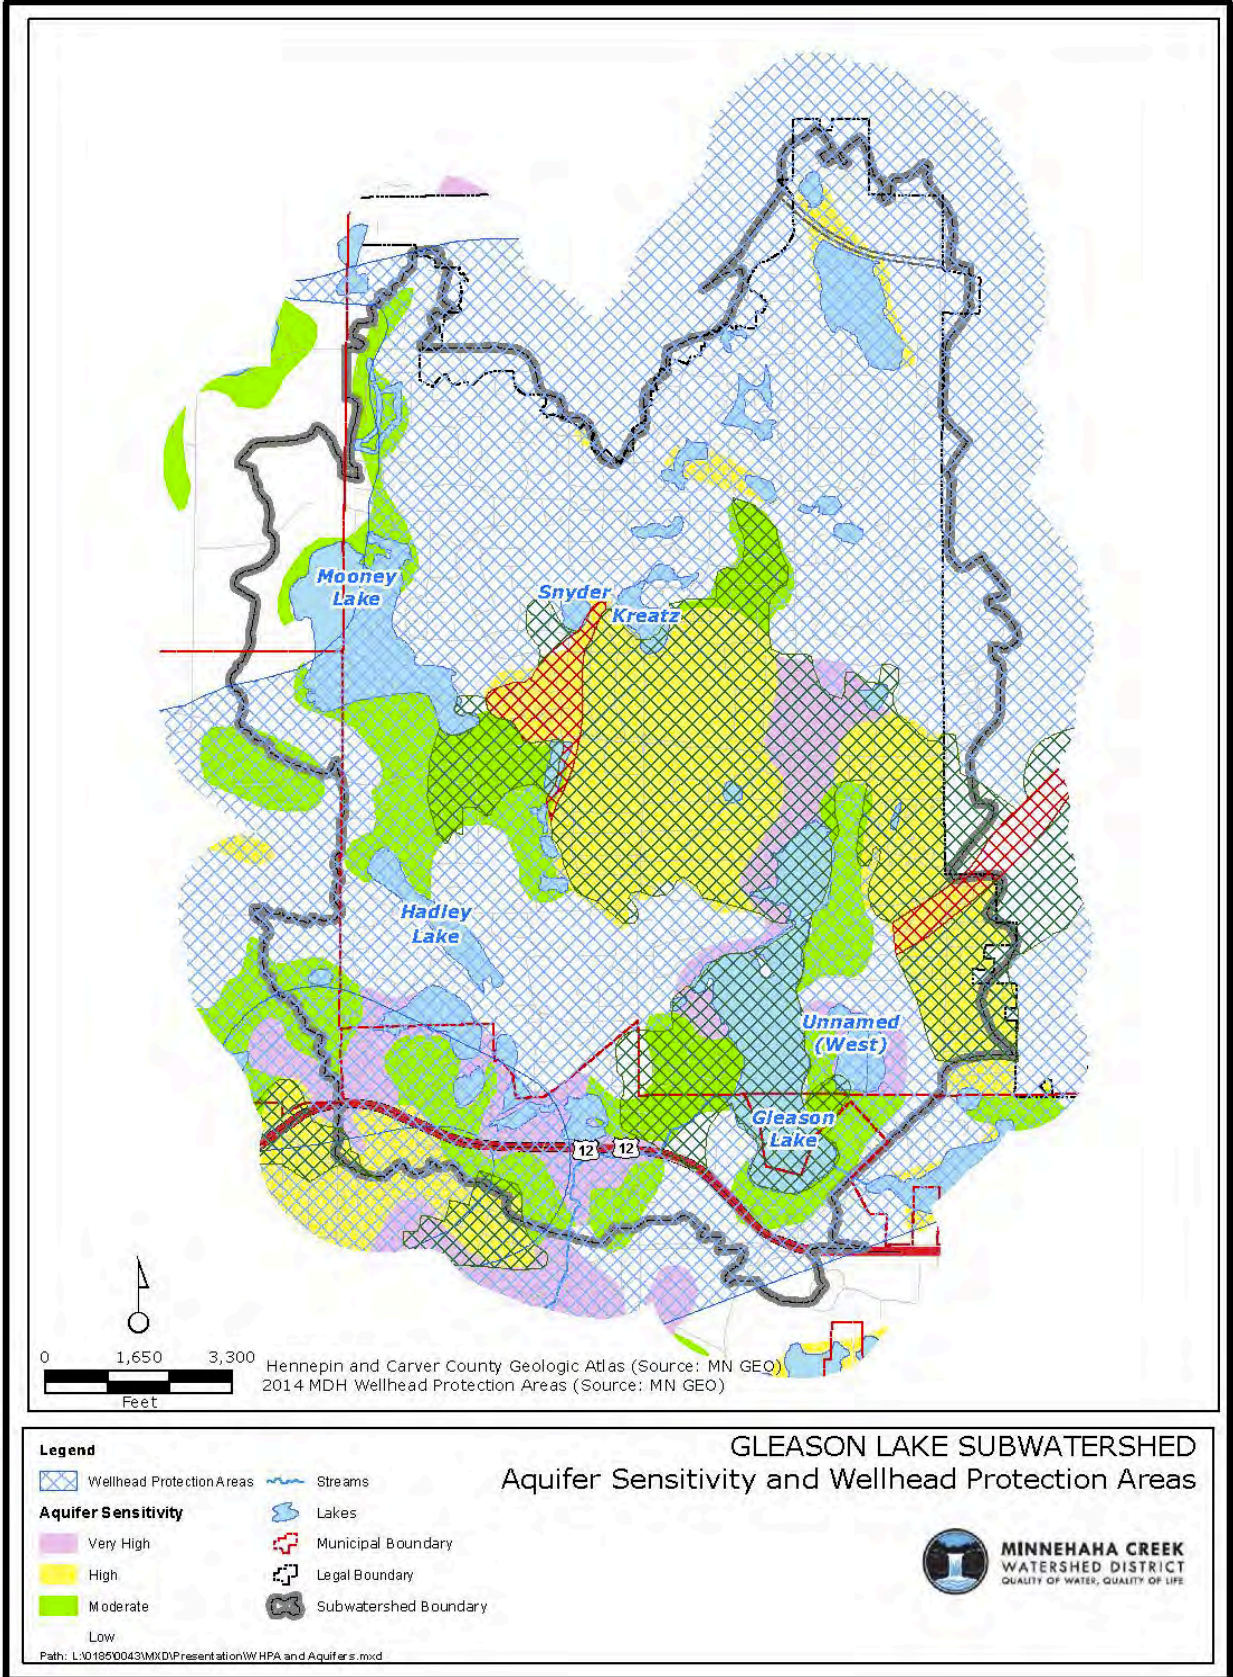 Mooney
Lake
Snyder
Kreatz
Hadley
Lake
Unnamed
(West)
Gleason
Lake
12
12
0 1,650 3,300
Feet
Hennepin and Carver County Geologic Atlas (Source: MN GEO)
2014 MDH Wellhead Protection Areas (Source: MN GEO)
GLEASON LAKE SUBWATERSHED
Aquifer Sensitivity and Wellhead Protection Areas
Legend
Wellhead Protection Areas
Aquifer Sensitivity
Very High
High
Moderate
Low
Streams
Lakes
Municipal Boundary
Legal Boundary
Subwatershed Boundary
MINNEHAHA CREEK
WATERSHED DISTRICT
QUALITY OF WATER, QUALITY OF LIFE
Path: L:\0185\0043\MXD\Presentation\WHPA and Aquifers.mxd